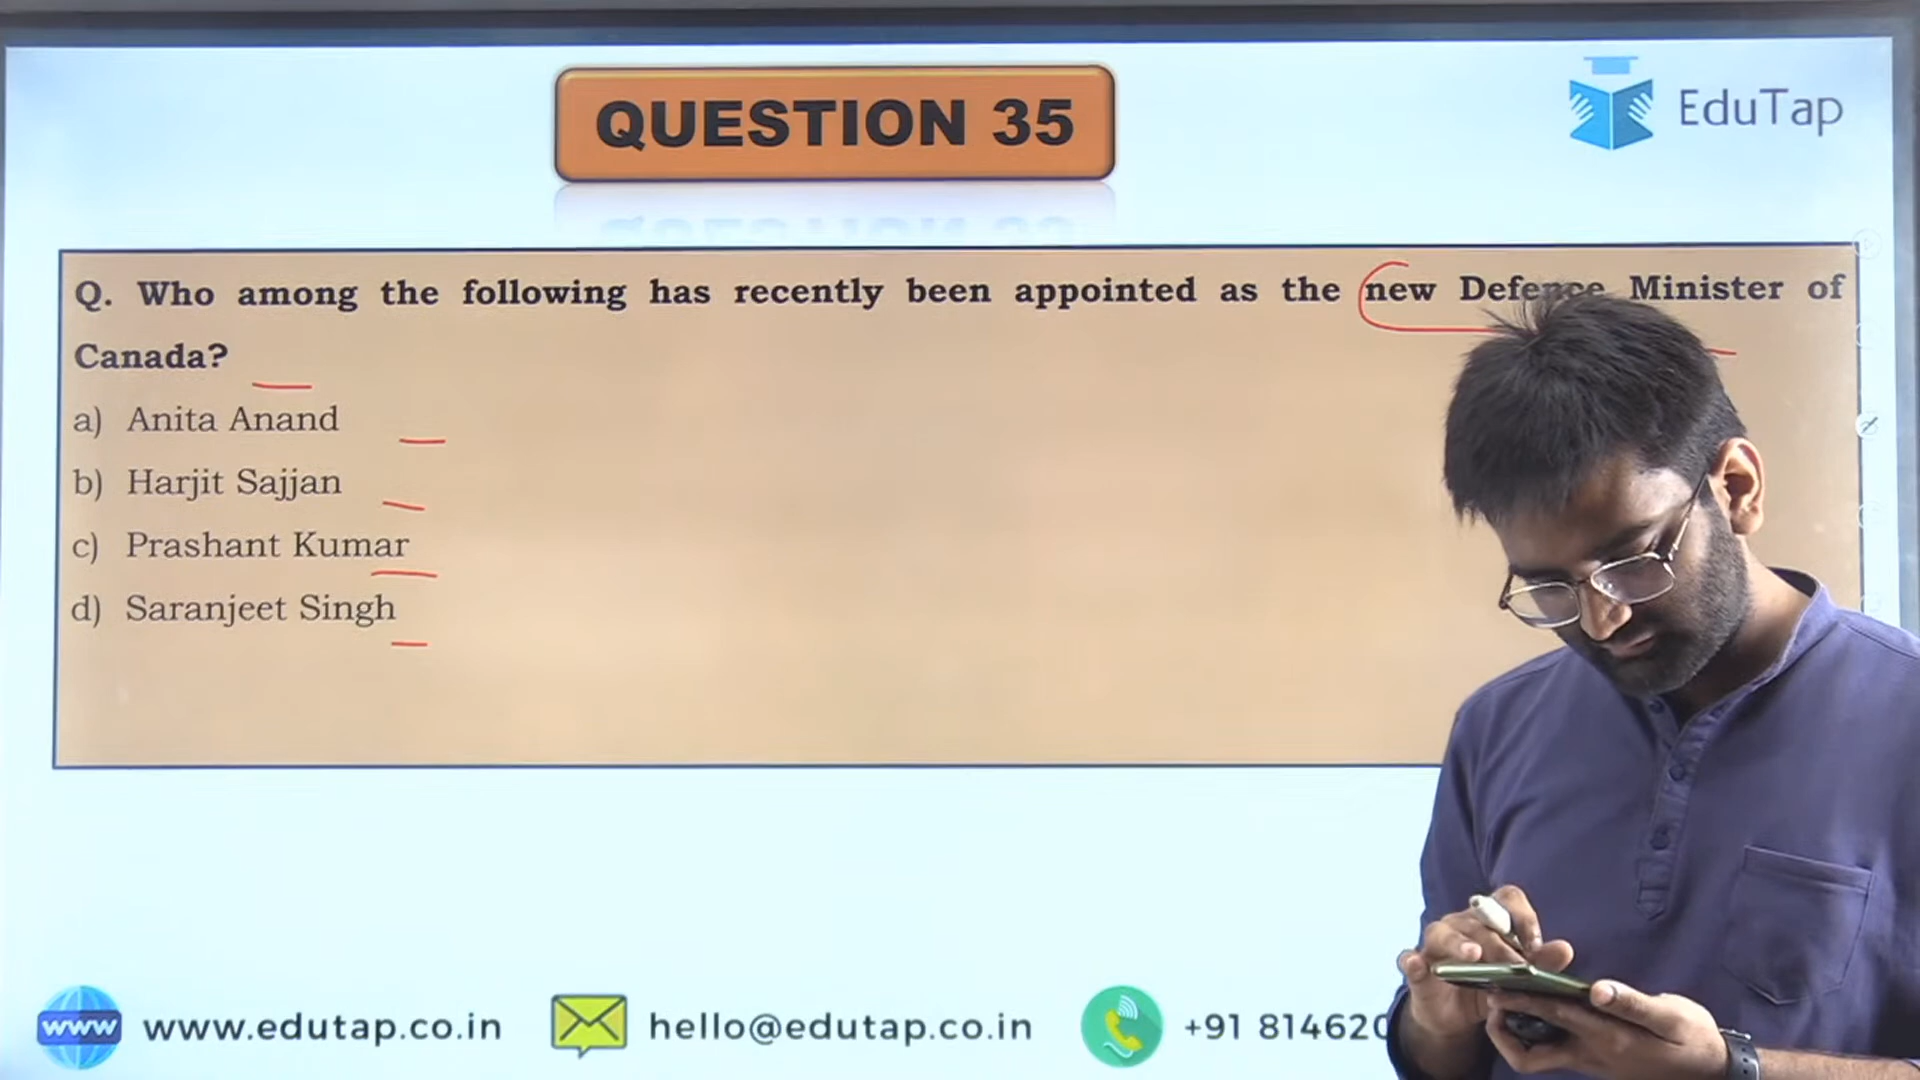 QUESTION 35
EduTap
Q. Who among the following has recently been appointed as the new Defence Minister of
Canada?
a) Anita Anand
b) Harjit Sajjan
c) Prashant Kumar
d) Saranjeet Singh
www www.edutap.co.in hello@edutap.co.in +91 814620